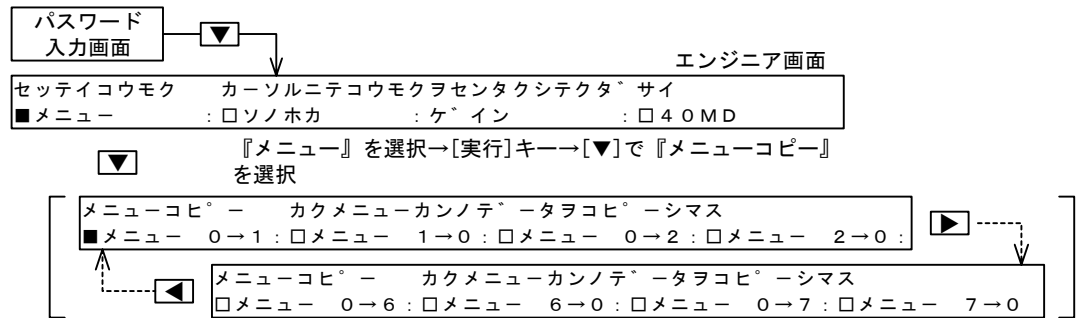 パスワード
入力画面
▼
エンジニア画面
セッテイコウモク　　カーソルニテコウモクヲセンタクシテクタ゛サイ
■メニュー　　　：□ソノホカ　　　：ケ゛イン　　　：□４０ＭＤ
▼
『メニュー』を選択→[実行]キー→[▼]で『メニューコピー』
を選択
メニューコピ゜ー　　カクメニューカンノテ゛ータヲコピ゜ーシマス
■メニュー　０→１：□メニュー　１→０：□メニュー　０→２：□メニュー　２→０：
▶
メニューコピ゜ー　　カクメニューカンノテ゛ータヲコピ゜ーシマス
◀
□メニュー　０→６：□メニュー　６→０：□メニュー　０→７：□メニュー　７→０